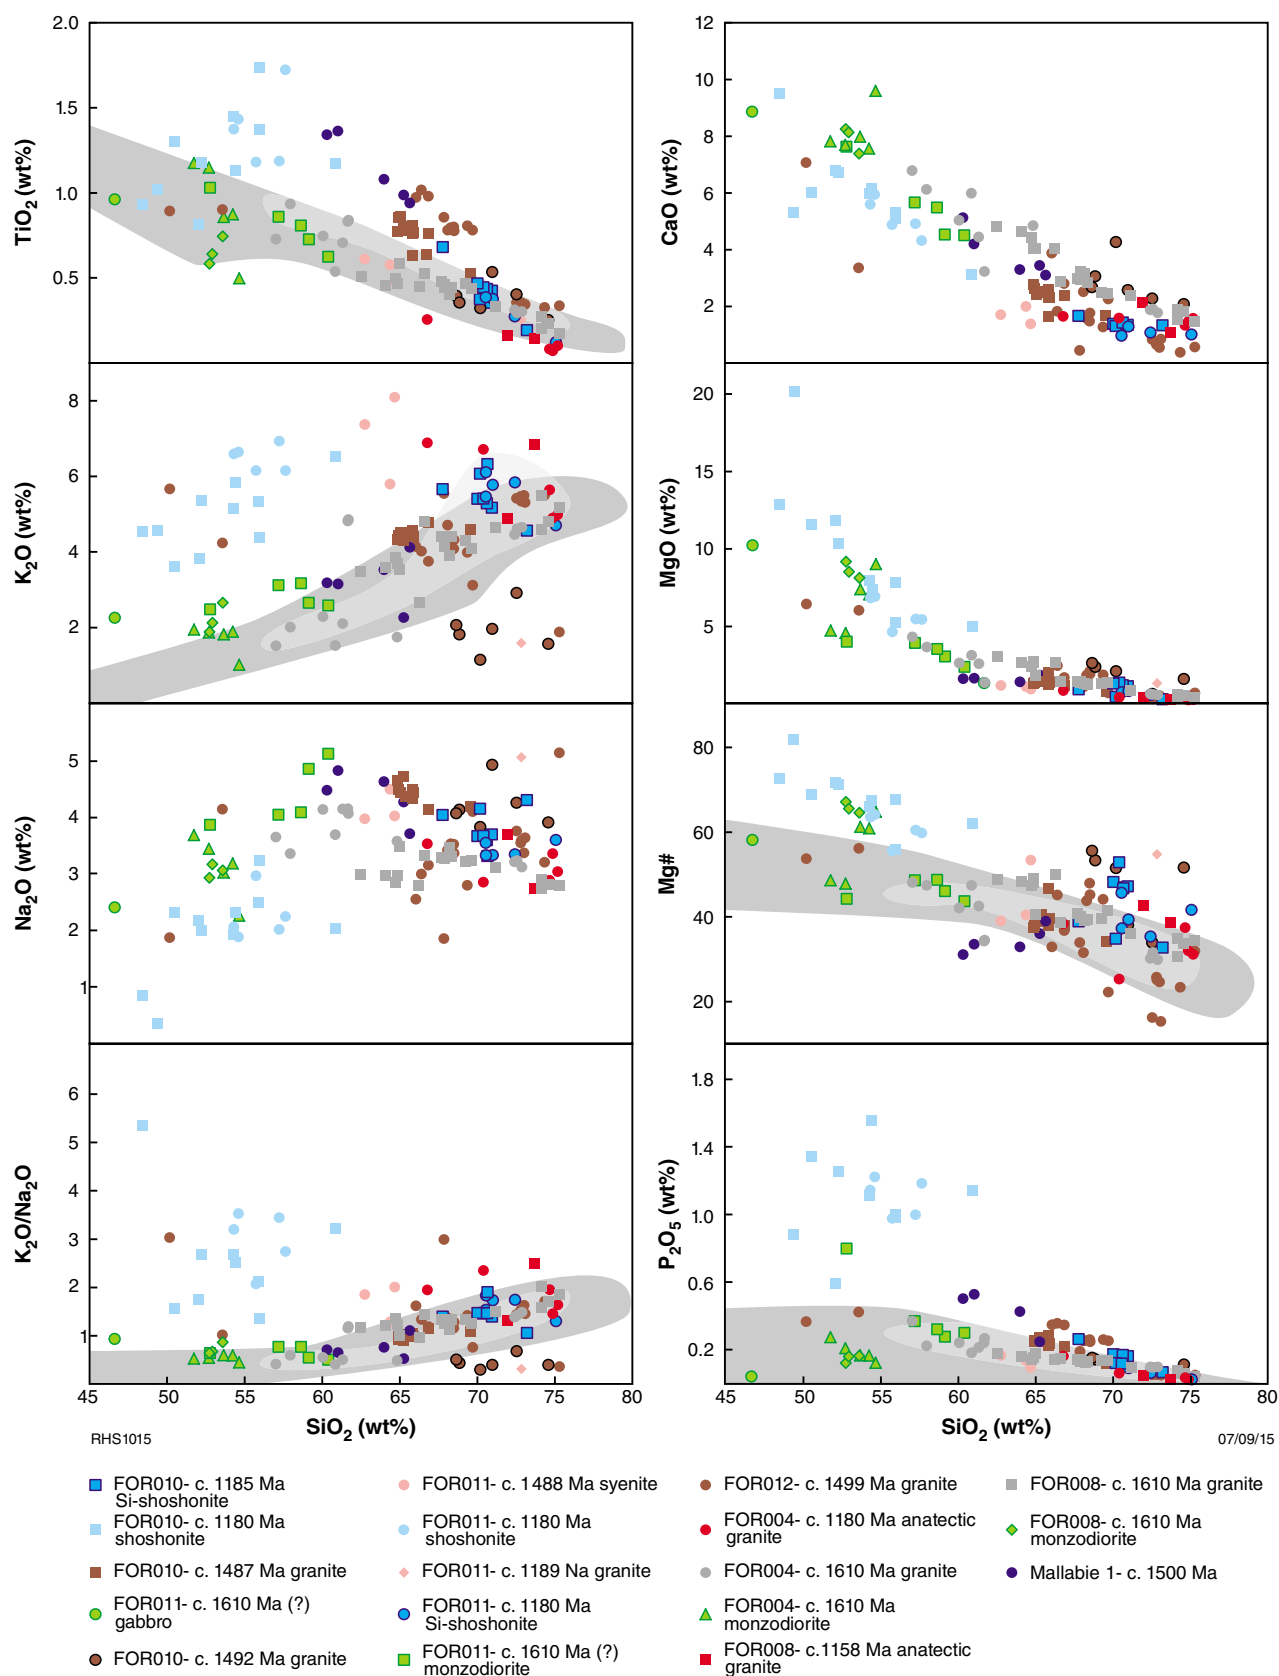 2.0
1.5
1.0
0.5
TiO2 (wt%)
12
10
8
6
4
2
CaO (wt%)
8
6
4
2
K2O (wt%)
20
15
10
5
MgO (wt%)
5
4
3
2
1
Na2O (wt%)
80
60
40
20
Mg#
6
5
4
3
2
1
K2O/Na2O
1.8
1.4
1.0
0.6
0.2
P2O5 (wt%)
45 50 55 60 65 70 75 80
45 50 55 60 65 70 75 80
SiO2 (wt%)
SiO2 (wt%)
RHS1015
07/09/15
FOR010- c. 1185 Ma
Si-shoshonite
FOR010- c. 1180 Ma
shoshonite
FOR010- c. 1487 Ma granite
FOR011- c. 1610 Ma (?)
gabbro
FOR010- c. 1492 Ma granite
FOR011- c. 1488 Ma syenite
FOR011- c. 1180 Ma
shoshonite
FOR011- c. 1189 Na granite
FOR011- c. 1180 Ma
Si-shoshonite
FOR011- c. 1610 Ma (?)
monzodiorite
FOR012- c. 1499 Ma granite
FOR004- c. 1180 Ma anatectic
granite
FOR004- c. 1610 Ma granite
FOR004- c. 1610 Ma
monzodiorite
FOR008- c.1158 Ma anatectic
granite
FOR008- c. 1610 Ma granite
FOR008- c. 1610 Ma
monzodiorite
Mallabie 1- c. 1500 Ma